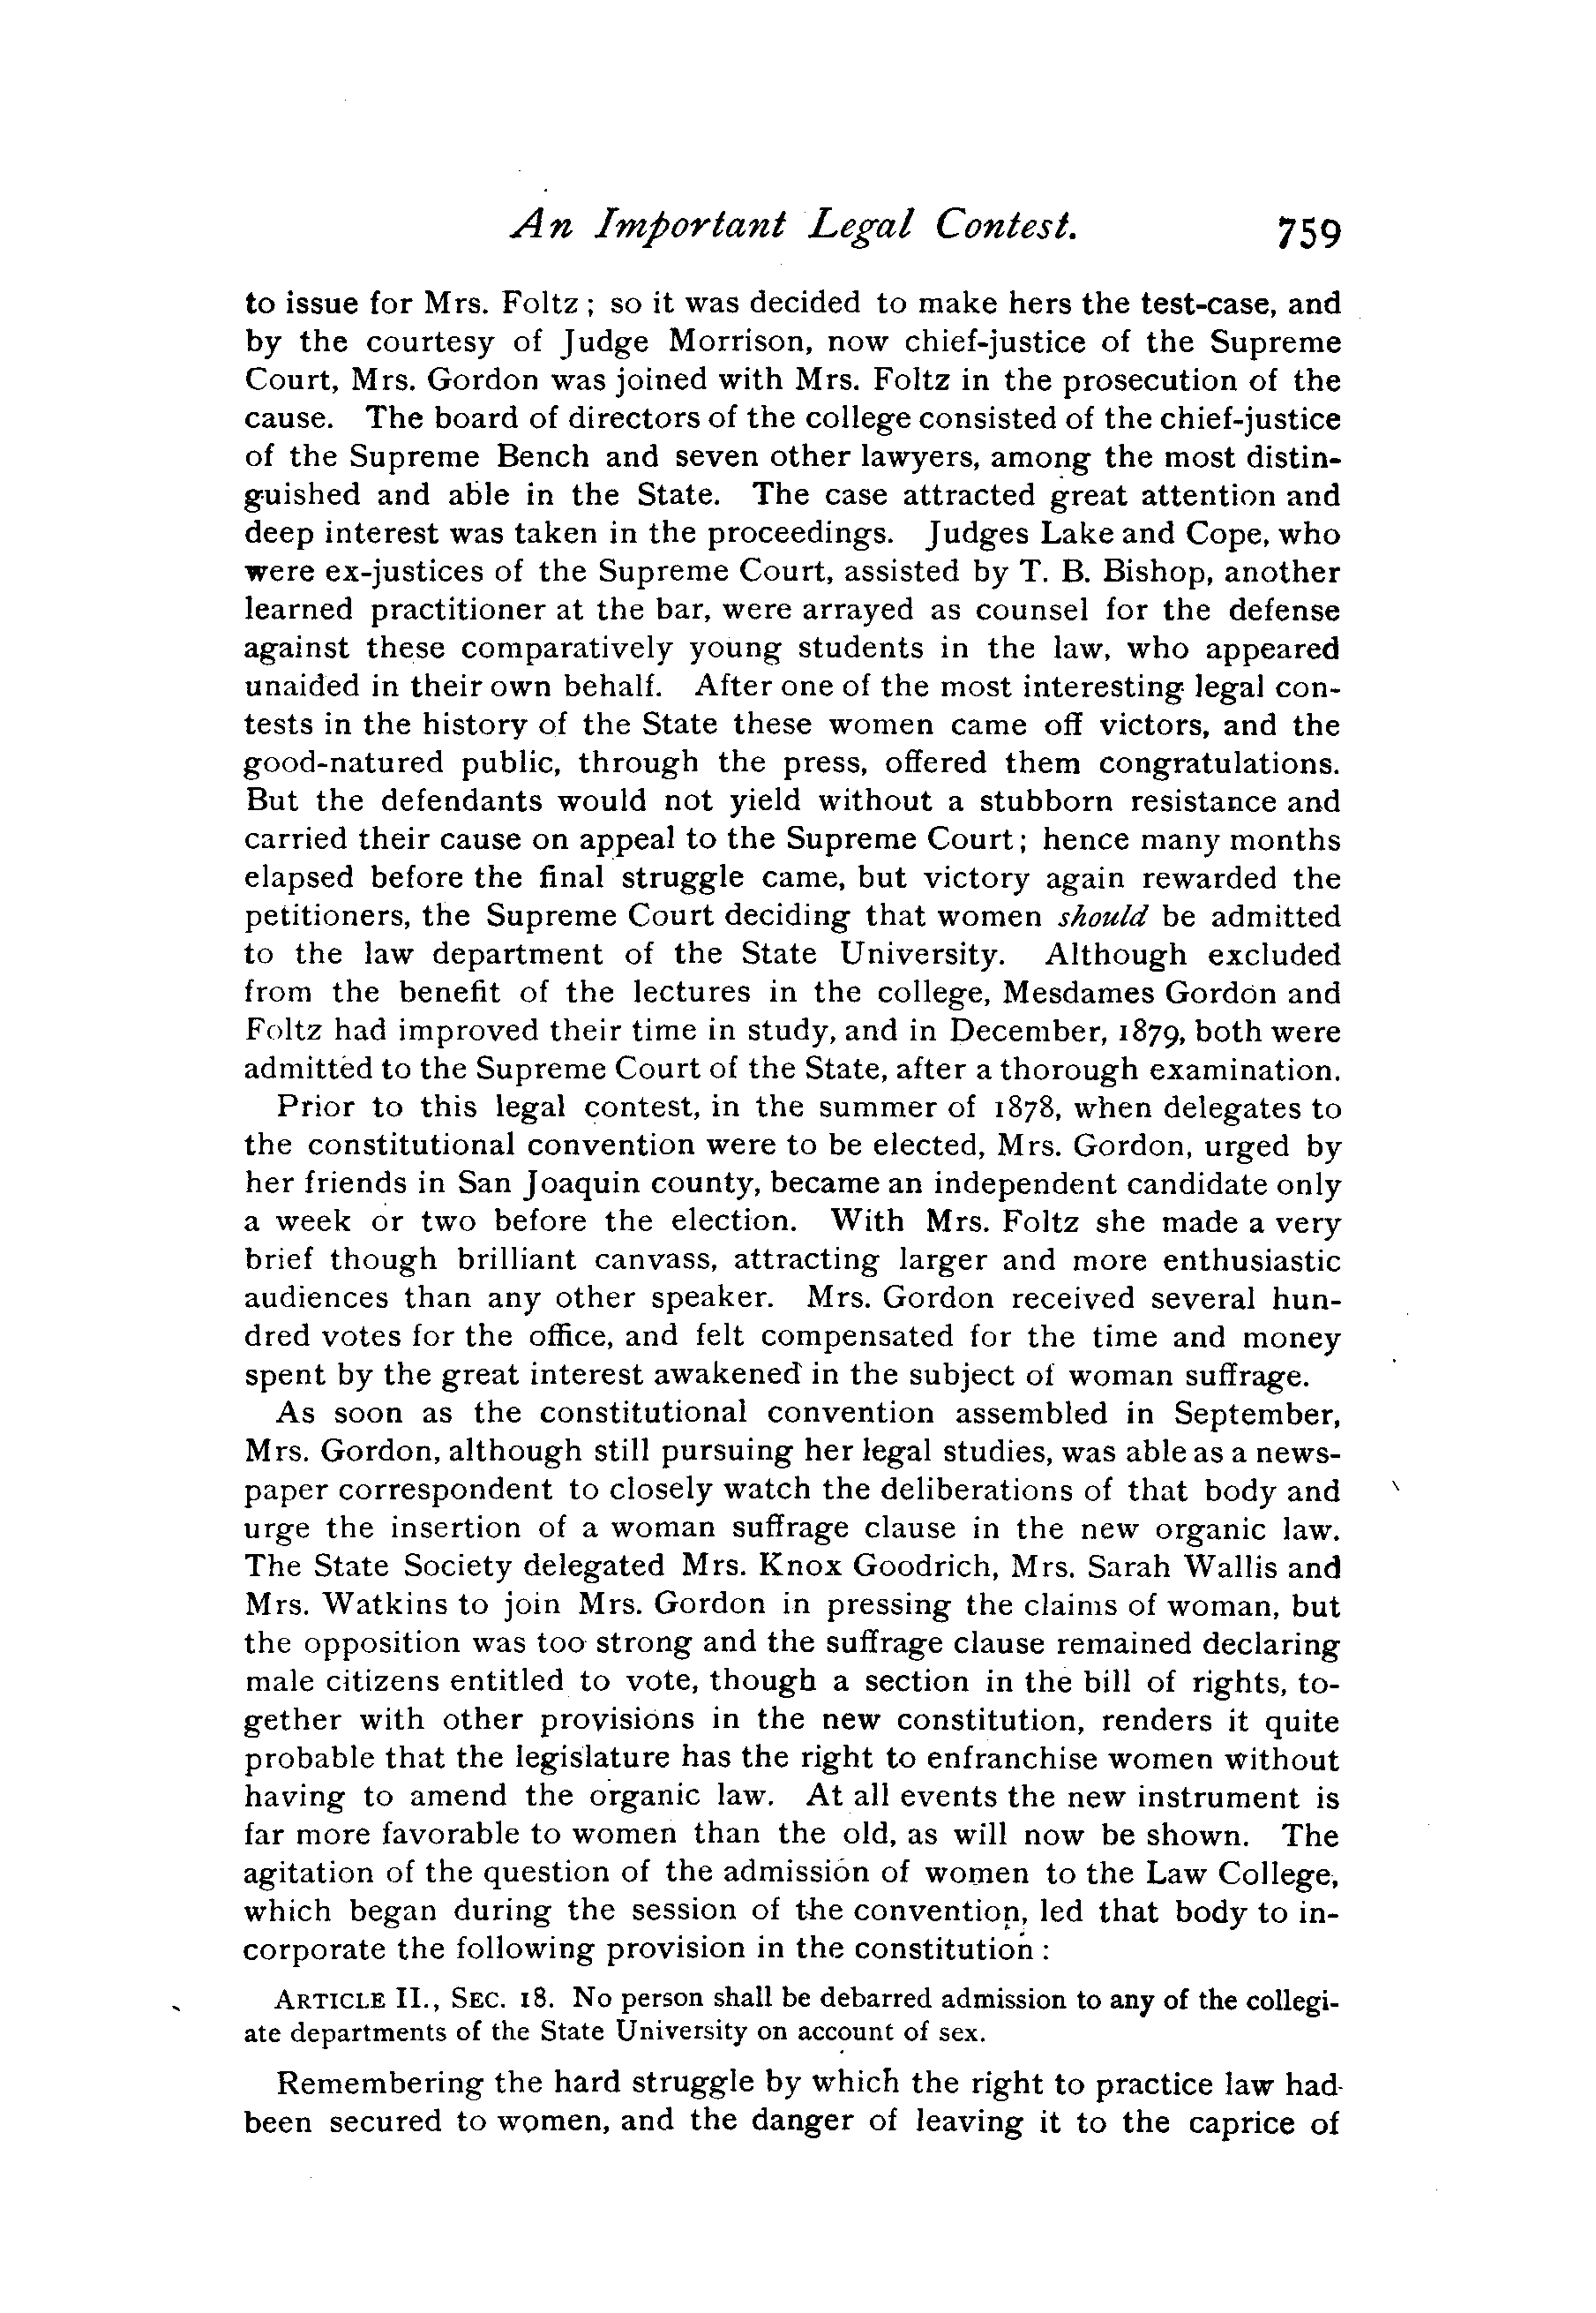 An Important Legal Contest. 759
to issue for Mrs. Foltz; so it was decided to make hers the test-case, and
by the courtesy of Judge Morrison, now chief-justice of the Supreme
Court, Mrs. Gordon was joined with Mrs. Foltz in the prosecution of the
cause. The board of directors of the college consisted of the chief-justice
of the Supreme Bench and seven other lawyers, among the most distin-
guished and able in the State. The case attracted great attention and
deep interest was taken in the proceedings. Judges Lake and Cope, who
were ex-justices of the Supreme Court, assisted by T. B. Bishop, another
learned practitioner at the bar, were arrayed as counsel for the defense
against these comparatively young students in the law, who appeared
unaided in their own behalf. After one of the most interesting legal con-
tests in the history of the State these women came off victors, and the
good-natured public, through the press, offered them congratulations.
But the defendants would not yield without a stubborn resistance and
carried their cause on appeal to the Supreme Court; hence many months
elapsed before the final struggle came, but victory again rewarded the
petitioners, the Supreme Court deciding that women should be admitted
to the law department of the State University. Although excluded
from the benefit of the lectures in the college, Mesdames Gordon and
Foltz had improved their time in study, and in December, 1879, both were
admitted to the Supreme Court of the State, after a thorough examination.
Prior to this legal contest, in the summer of 1878, when delegates to
the constitutional convention were to be elected, Mrs. Gordon, urged by
her friends in San Joaquin county, became an independent candidate only
a week or two before the election. With Mrs. Foltz she made a very
brief though brilliant canvass, attracting larger and more enthusiastic
audiences than any other speaker. Mrs. Gordon received several hun-
dred votes for the office, and felt compensated for the time and money
spent by the great interest awakened in the subject of woman suffrage.
As soon as the constitutional convention assembled in September,
Mrs. Gordon, although still pursuing her legal studies, was able as a news-
paper correspondent to closely watch the deliberations of that body and
urge the insertion of a woman suffrage clause in the new organic law.
The State Society delegated Mrs. Knox Goodrich, Mrs. Sarah Wallis and
Mrs. Watkins to join Mrs. Gordon in pressing the claims of woman, but
the opposition was too strong and the suffrage clause remained declaring
male citizens entitled to vote, though a section in the bill of rights, to-
gether with other provisions in the new constitution, renders it quite
probable that the legislature has the right to enfranchise women without
having to amend the organic law. At all events the new instrument is
far more favorable to women than the old, as will now be shown. The
agitation of the question of the admission of women to the Law College,
which began during the session of the convention, led that body to in-
corporate the following provision in the constitution:
ARTICLE II., SEC. 18. No person shall be debarred admission to any of the collegi-
ate departments of the State University on account of sex.
Remembering the hard struggle by which the right to practice law had
been secured to women, and the danger of leaving it to the caprice of